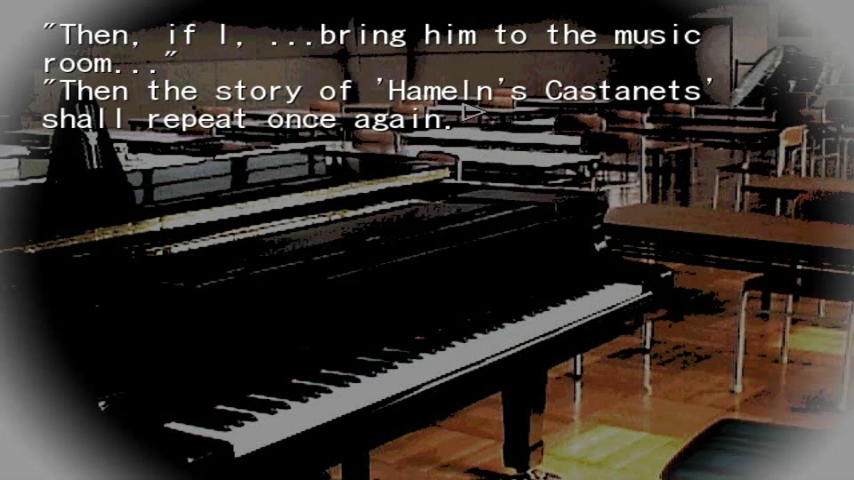 "Then, if I, ...bring him to the music
room..."
"Then the story of 'Hameln's Castanets'
shall repeat once again.